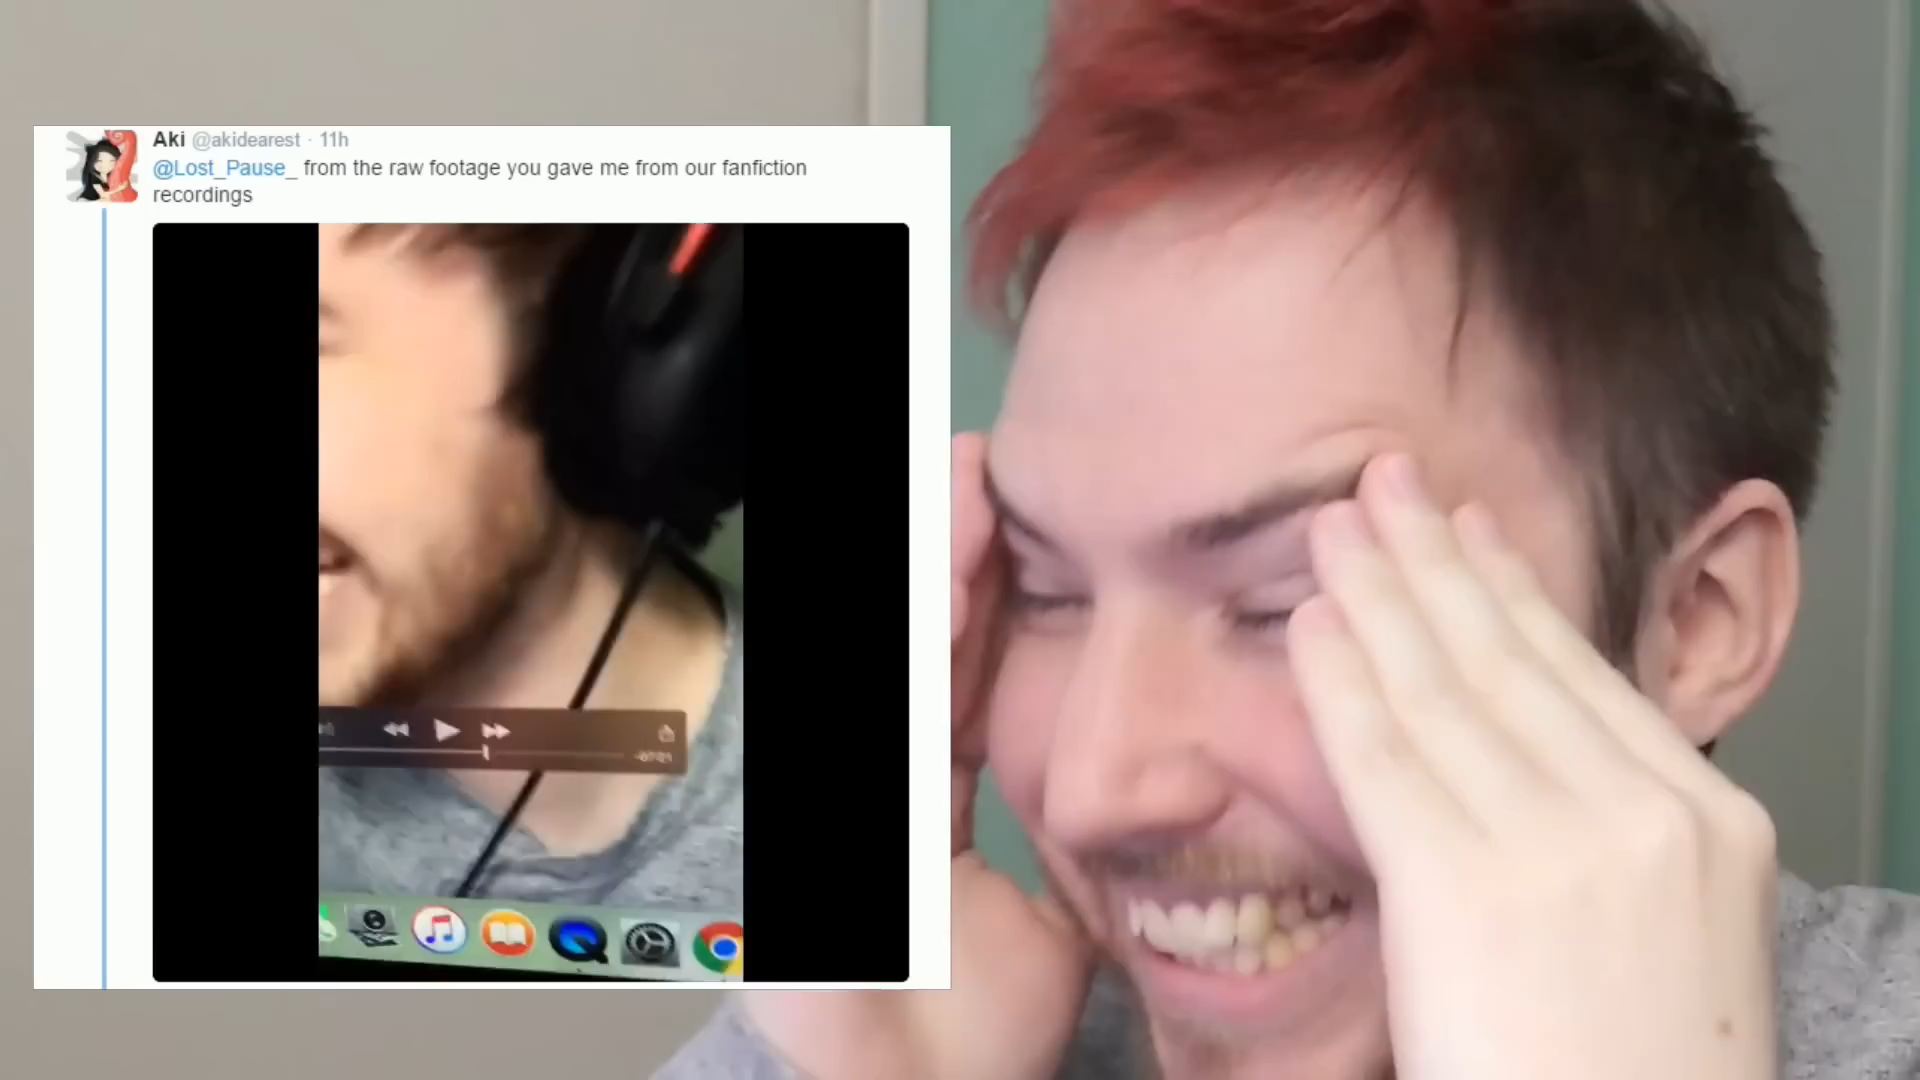 Aki @akidearest · 11h
@Lost_Pause_ from the raw footage you gave me from our fanfiction
recordings